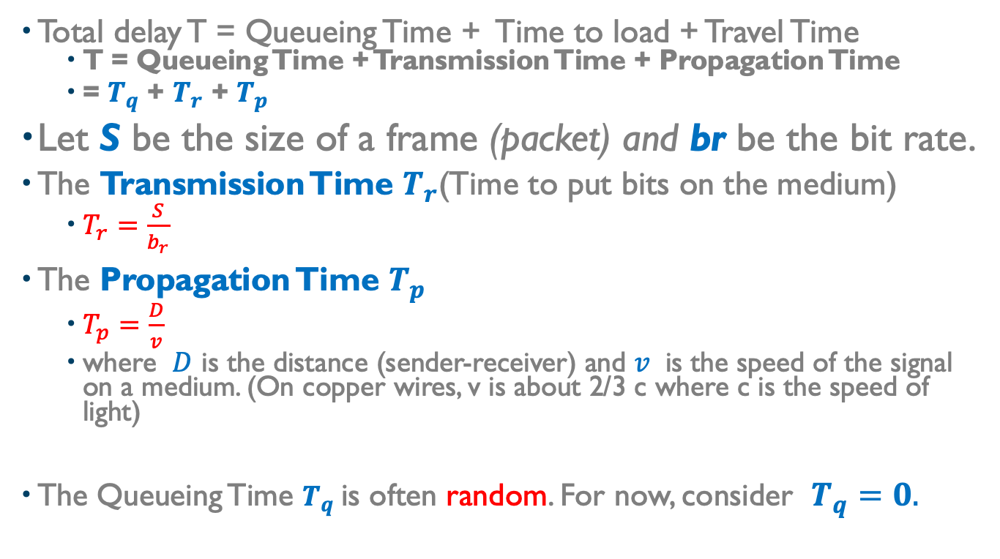 • Total delay T = Queueing Time + Time to load + Travel Time
• T = Queueing Time + Transmission Time + Propagation Time
• = T_q + T_r + T_p
• Let S be the size of a frame (packet) and br be the bit rate.
• The Transmission Time T_r(Time to put bits on the medium)
• T_r = S/b_r
• The Propagation Time T_p
• T_p = D/v
• where D is the distance (sender-receiver) and v is the speed of the signal
on a medium. (On copper wires, v is about 2/3 c where c is the speed of
light)
• The Queueing Time T_q is often random. For now, consider T_q = 0.